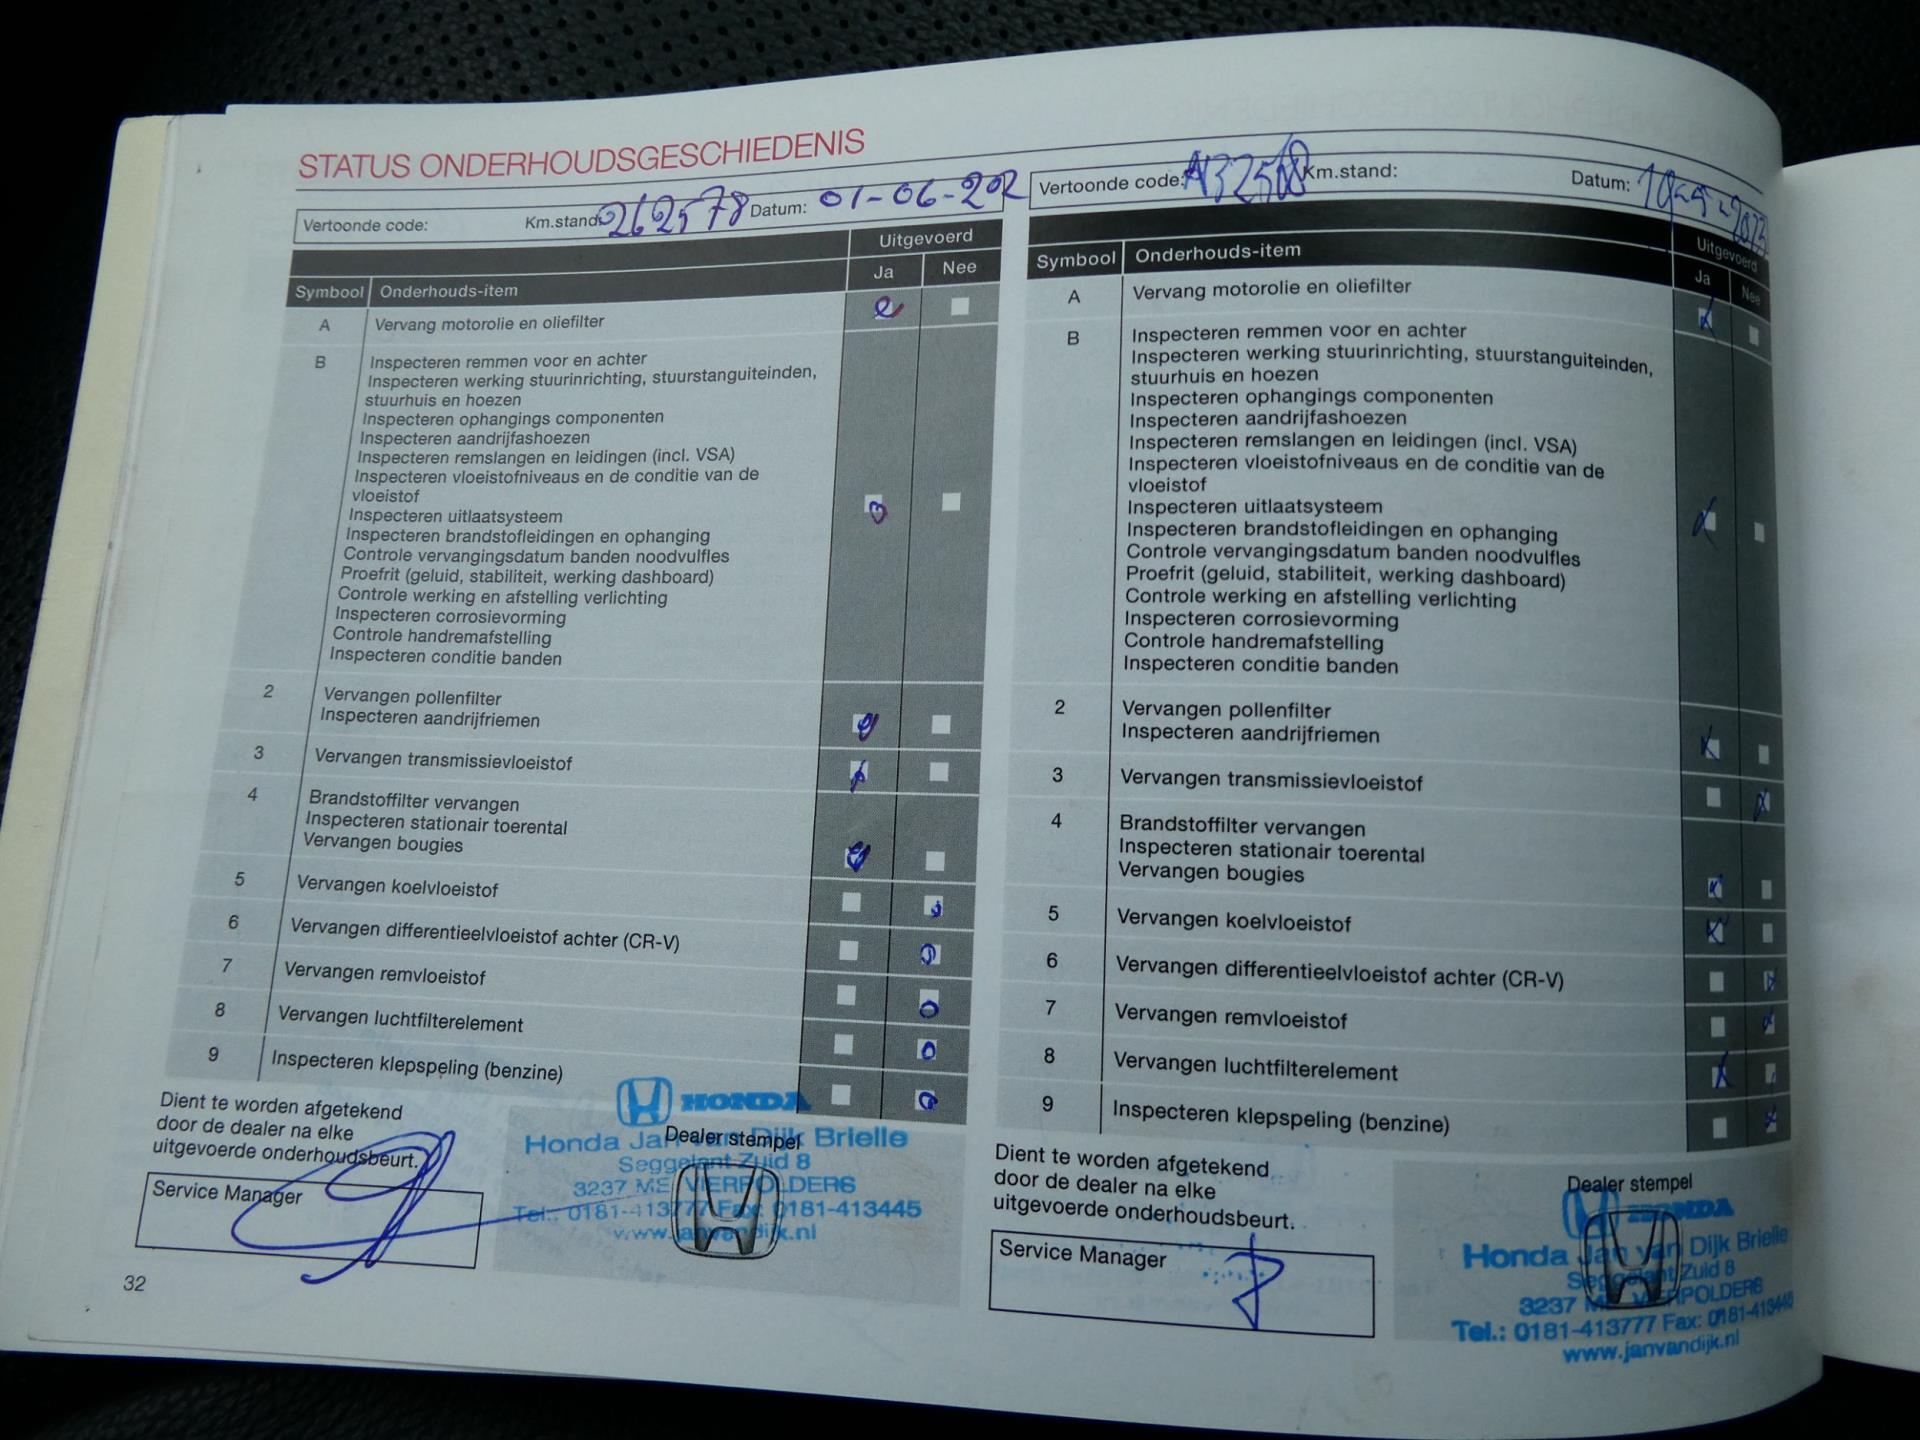 STATUS ONDERHOUDSGESCHIEDENIS
Vertoonde code: Km.stand: 262578 Datum: 01-06-202
Uitgevoerd
Symbool Onderhouds-item Ja Nee
A Vervang motorolie en oliefilter
B Inspecteren remmen voor en achter
Inspecteren werking stuurinrichting, stuurstanguiteinden,
stuurhuis en hoezen
Inspecteren ophangings componenten
Inspecteren aandrijfashoezen
Inspecteren remslangen en leidingen (incl. VSA)
Inspecteren vloeistofniveaus en de conditie van de
vloeistof
Inspecteren uitlaatsysteem
Inspecteren brandstofleidingen en ophanging
Controle vervangingsdatum banden noodvulfles
Proefrit (geluid, stabiliteit, werking dashboard)
Controle werking en afstelling verlichting
Inspecteren corrosievorming
Controle handremafstelling
Inspecteren conditie banden
2 Vervangen pollenfilter
Inspecteren aandrijfriemen
3 Vervangen transmissievloeistof
4 Brandstoffilter vervangen
Inspecteren stationair toerental
Vervangen bougies
5 Vervangen koelvloeistof
6 Vervangen differentieelvloeistof achter (CR-V)
7 Vervangen remvloeistof
8 Vervangen luchtfilterelement
9 Inspecteren klepspeling (benzine)
Dient te worden afgetekend
door de dealer na elke
uitgevoerde onderhoudsbeurt.
Service Manager
Dealer stempel
HONDA
Honda Jan van Dijk Brielle
Seggelant Zuid 8
3237 ME VIERPOLDERS
Tel.: 0181-413777 Fax: 0181-413445
www.janvandijk.nl
32
Vertoonde code: Km.stand: Datum:
Uitgevoerd
Symbool Onderhouds-item Ja Nee
A Vervang motorolie en oliefilter
B Inspecteren remmen voor en achter
Inspecteren werking stuurinrichting, stuurstanguiteinden,
stuurhuis en hoezen
Inspecteren ophangings componenten
Inspecteren aandrijfashoezen
Inspecteren remslangen en leidingen (incl. VSA)
Inspecteren vloeistofniveaus en de conditie van de
vloeistof
Inspecteren uitlaatsysteem
Inspecteren brandstofleidingen en ophanging
Controle vervangingsdatum banden noodvulfles
Proefrit (geluid, stabiliteit, werking dashboard)
Controle werking en afstelling verlichting
Inspecteren corrosievorming
Controle handremafstelling
Inspecteren conditie banden
2 Vervangen pollenfilter
Inspecteren aandrijfriemen
3 Vervangen transmissievloeistof
4 Brandstoffilter vervangen
Inspecteren stationair toerental
Vervangen bougies
5 Vervangen koelvloeistof
6 Vervangen differentieelvloeistof achter (CR-V)
7 Vervangen remvloeistof
8 Vervangen luchtfilterelement
9 Inspecteren klepspeling (benzine)
Dient te worden afgetekend
door de dealer na elke
uitgevoerde onderhoudsbeurt.
Service Manager
Dealer stempel
HONDA
Honda Jan van Dijk Brielle
Seggelant Zuid 8
3237 ME VIERPOLDERS
Tel.: 0181-413777 Fax: 0181-413445
www.janvandijk.nl